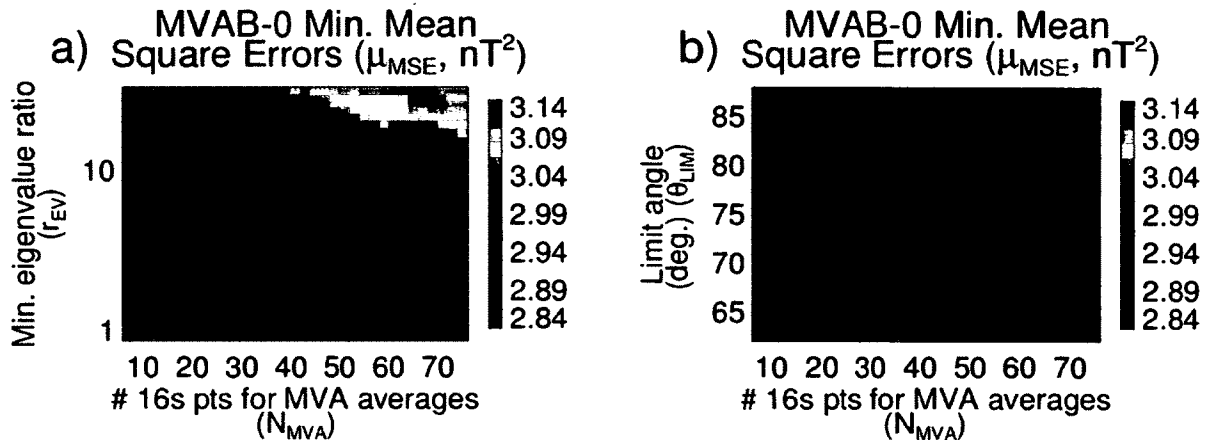 a)
MVAB-0 Min. Mean
Square Errors (μMSE, nT²)
Min. eigenvalue ratio
(rEV)
10
1
10 20 30 40 50 60 70
# 16s pts for MVA averages
(NMVA)
3.14
3.09
3.04
2.99
2.94
2.89
2.84
b)
MVAB-0 Min. Mean
Square Errors (μMSE, nT²)
Limit angle
(deg.) (θLIM)
85
80
75
70
65
10 20 30 40 50 60 70
# 16s pts for MVA averages
(NMVA)
3.14
3.09
3.04
2.99
2.94
2.89
2.84